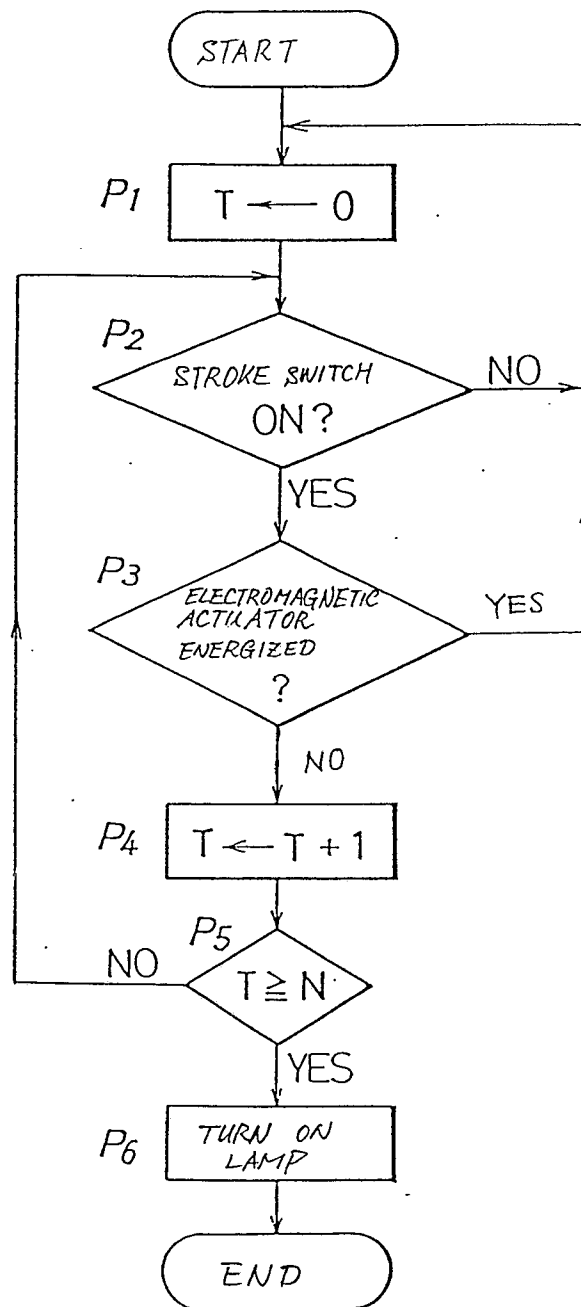 START
P1
T ← 0
P2
STROKE SWITCH
ON?
NO
YES
P3
ELECTROMAGNETIC
ACTUATOR
ENERGIZED
?
YES
NO
P4
T ← T + 1
P5
T ≧ N
NO
YES
P6
TURN ON
LAMP
END